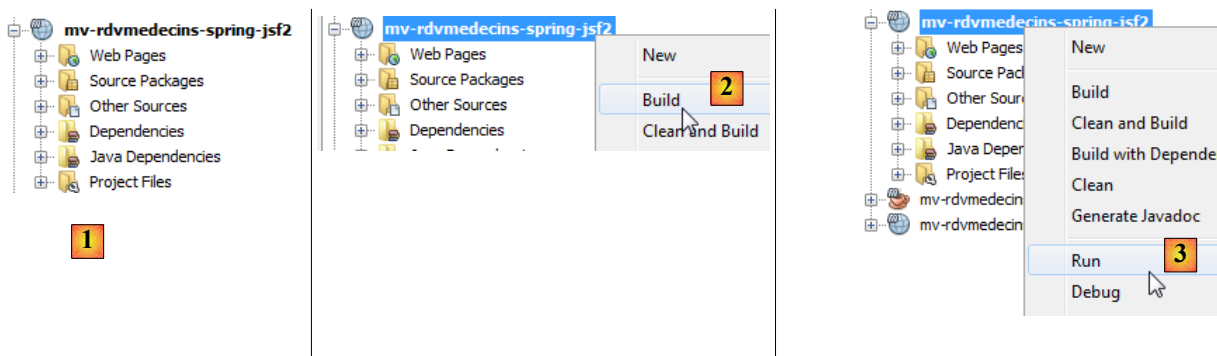 mv-rdvmedecins-spring-jsf2
Web Pages
Source Packages
Other Sources
Dependencies
Java Dependencies
Project Files
1
mv-rdvmedecins-spring-jsf2
Web Pages
Source Packages
Other Sources
Dependencies
New
Build
2
Clean and Build
mv-rdvmedecins-spring-jsf2
Web Pages
Source Pac
Other Sour
Dependenc
Java Deper
Project File
mv-rdvmedecin
mv-rdvmedecin
New
Build
Clean and Build
Build with Depende
Clean
Generate Javadoc
Run
3
Debug